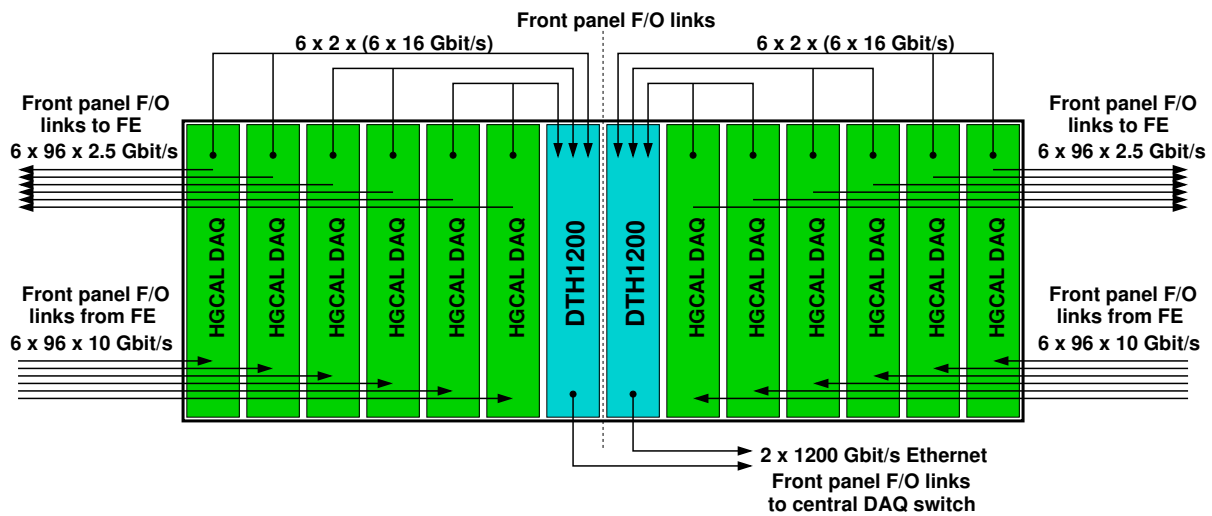 Front panel F/O links
6 x 2 x (6 x 16 Gbit/s)
6 x 2 x (6 x 16 Gbit/s)
Front panel F/O
links to FE
6 x 96 x 2.5 Gbit/s
Front panel F/O
links to FE
6 x 96 x 2.5 Gbit/s
HGCAL DAQ
HGCAL DAQ
HGCAL DAQ
HGCAL DAQ
HGCAL DAQ
HGCAL DAQ
DTH1200
DTH1200
HGCAL DAQ
HGCAL DAQ
HGCAL DAQ
HGCAL DAQ
HGCAL DAQ
HGCAL DAQ
Front panel F/O
links from FE
6 x 96 x 10 Gbit/s
Front panel F/O
links from FE
6 x 96 x 10 Gbit/s
2 x 1200 Gbit/s Ethernet
Front panel F/O links
to central DAQ switch